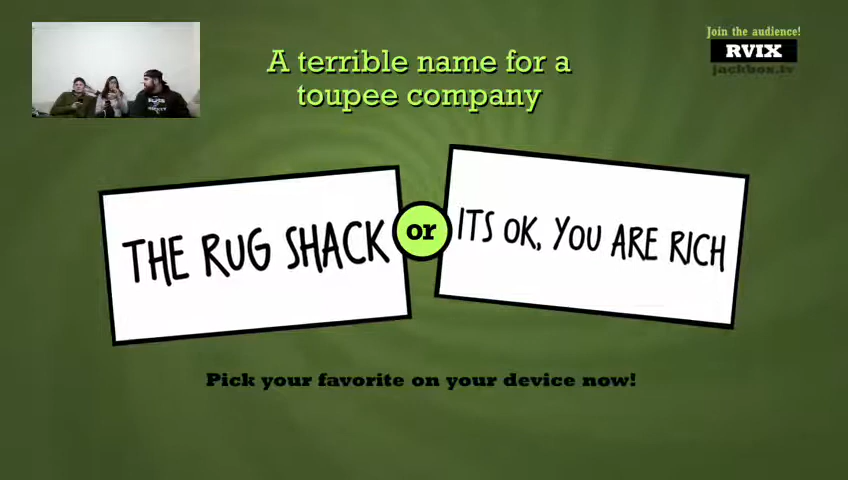 Join the audience!
RVIX
jackbox.tv
A terrible name for a
toupee company
THE RUG SHACK
or
ITS OK, YOU ARE RICH
Pick your favorite on your device now!